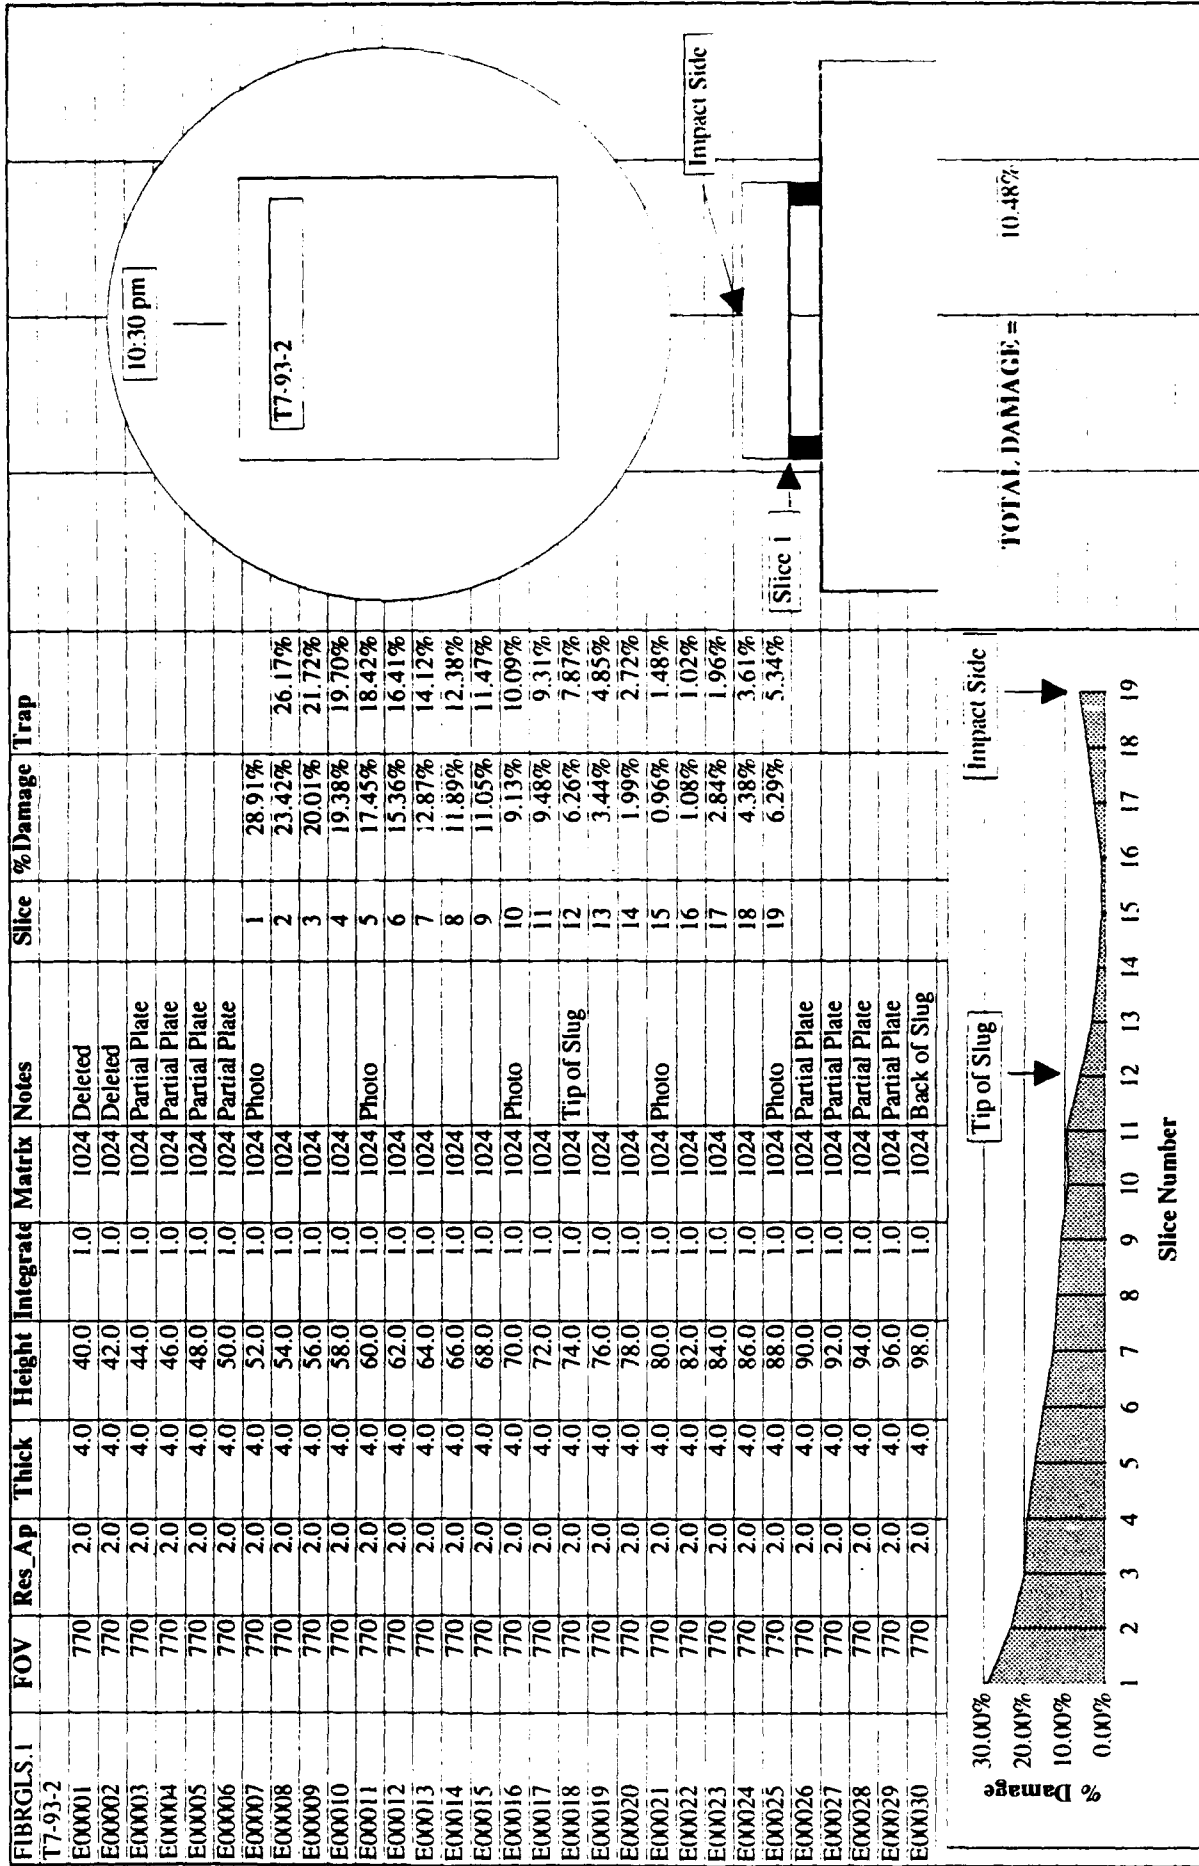 FIBRGLS.1 FOV Res_Ap Thick Height Integrate Matrix Notes Slice %Damage Trap
T7-93-2
E00001 770 2.0 4.0 40.0 1.0 1024 Deleted
E00002 770 2.0 4.0 42.0 1.0 1024 Deleted
E00003 770 2.0 4.0 44.0 1.0 1024 Partial Plate
E00004 770 2.0 4.0 46.0 1.0 1024 Partial Plate
E00005 770 2.0 4.0 48.0 1.0 1024 Partial Plate
E00006 770 2.0 4.0 50.0 1.0 1024 Partial Plate
E00007 770 2.0 4.0 52.0 1.0 1024 Photo 1 28.91%
E00008 770 2.0 4.0 54.0 1.0 1024 2 23.42% 26.17%
E00009 770 2.0 4.0 56.0 1.0 1024 3 20.01% 21.72%
E00010 770 2.0 4.0 58.0 1.0 1024 4 19.38% 19.70%
E00011 770 2.0 4.0 60.0 1.0 1024 Photo 5 17.45% 18.42%
E00012 770 2.0 4.0 62.0 1.0 1024 6 15.36% 16.41%
E00013 770 2.0 4.0 64.0 1.0 1024 7 12.87% 14.12%
E00014 770 2.0 4.0 66.0 1.0 1024 8 11.89% 12.38%
E00015 770 2.0 4.0 68.0 1.0 1024 9 11.05% 11.47%
E00016 770 2.0 4.0 70.0 1.0 1024 Photo 10 9.13% 10.09%
E00017 770 2.0 4.0 72.0 1.0 1024 11 9.48% 9.31%
E00018 770 2.0 4.0 74.0 1.0 1024 Tip of Slug 12 6.26% 7.87%
E00019 770 2.0 4.0 76.0 1.0 1024 13 3.44% 4.85%
E00020 770 2.0 4.0 78.0 1.0 1024 14 1.99% 2.72%
E00021 770 2.0 4.0 80.0 1.0 1024 Photo 15 0.96% 1.48%
E00022 770 2.0 4.0 82.0 1.0 1024 16 1.08% 1.02%
E00023 770 2.0 4.0 84.0 1.0 1024 17 2.84% 1.96%
E00024 770 2.0 4.0 86.0 1.0 1024 18 4.38% 3.61%
E00025 770 2.0 4.0 88.0 1.0 1024 Photo 19 6.29% 5.34%
E00026 770 2.0 4.0 90.0 1.0 1024 Partial Plate
E00027 770 2.0 4.0 92.0 1.0 1024 Partial Plate
E00028 770 2.0 4.0 94.0 1.0 1024 Partial Plate
E00029 770 2.0 4.0 96.0 1.0 1024 Partial Plate
E00030 770 2.0 4.0 98.0 1.0 1024 Back of Slug
10:30 pm
T7-93-2
Impact Side
Slice 1
TOTAL DAMAGE = 10.48%
% Damage
30.00%
20.00%
10.00%
0.00%
Tip of Slug
Impact Side
1 2 3 4 5 6 7 8 9 10 11 12 13 14 15 16 17 18 19
Slice Number